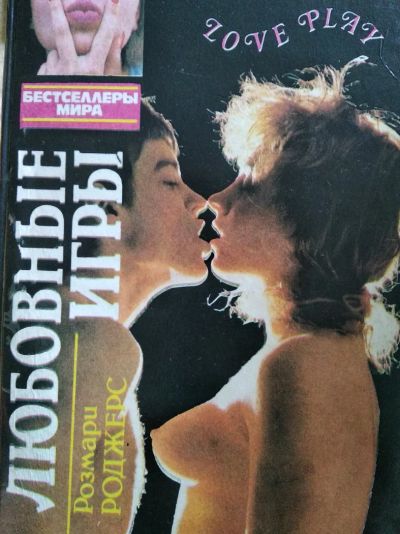 LOVE PLAY
БЕСТСЕЛЛЕРЫ
МИРА
ЛЮБОВНЫЕ
ИГРЫ
Розмари
РОДЖЕРС